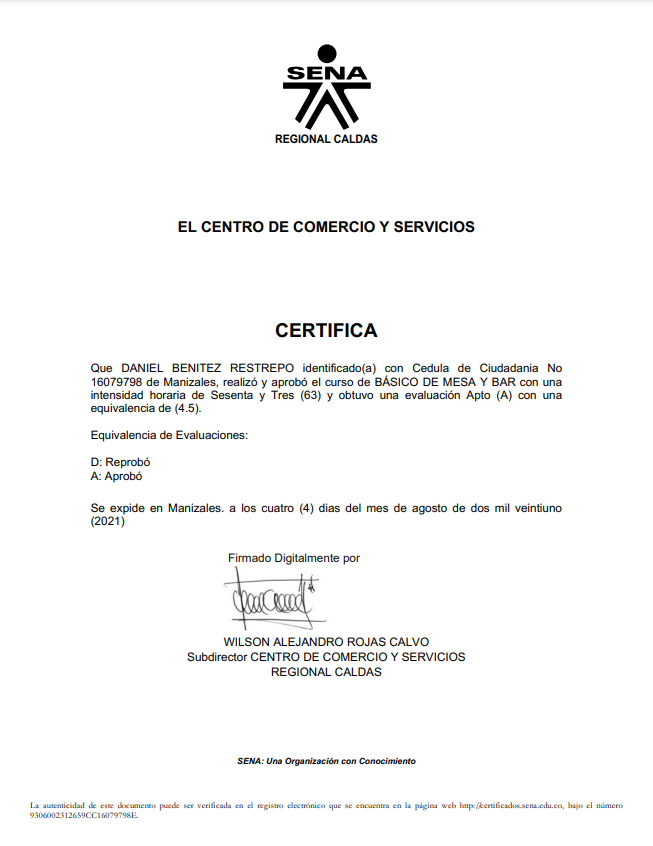 SENA
REGIONAL CALDAS
EL CENTRO DE COMERCIO Y SERVICIOS
CERTIFICA
Que DANIEL BENITEZ RESTREPO identificado(a) con Cedula de Ciudadania No
16079798 de Manizales, realizó y aprobó el curso de BÁSICO DE MESA Y BAR con una
intensidad horaria de Sesenta y Tres (63) y obtuvo una evaluación Apto (A) con una
equivalencia de (4.5).
Equivalencia de Evaluaciones:
D: Reprobó
A: Aprobó
Se expide en Manizales. a los cuatro (4) dias del mes de agosto de dos mil veintiuno
(2021)
Firmado Digitalmente por
WILSON ALEJANDRO ROJAS CALVO
Subdirector CENTRO DE COMERCIO Y SERVICIOS
REGIONAL CALDAS
SENA: Una Organización con Conocimiento
La autenticidad de este documento puede ser verificada en el registro electrónico que se encuentra en la página web http://certificados.sena.edu.co, bajo el número
9306002312659CC16079798E.